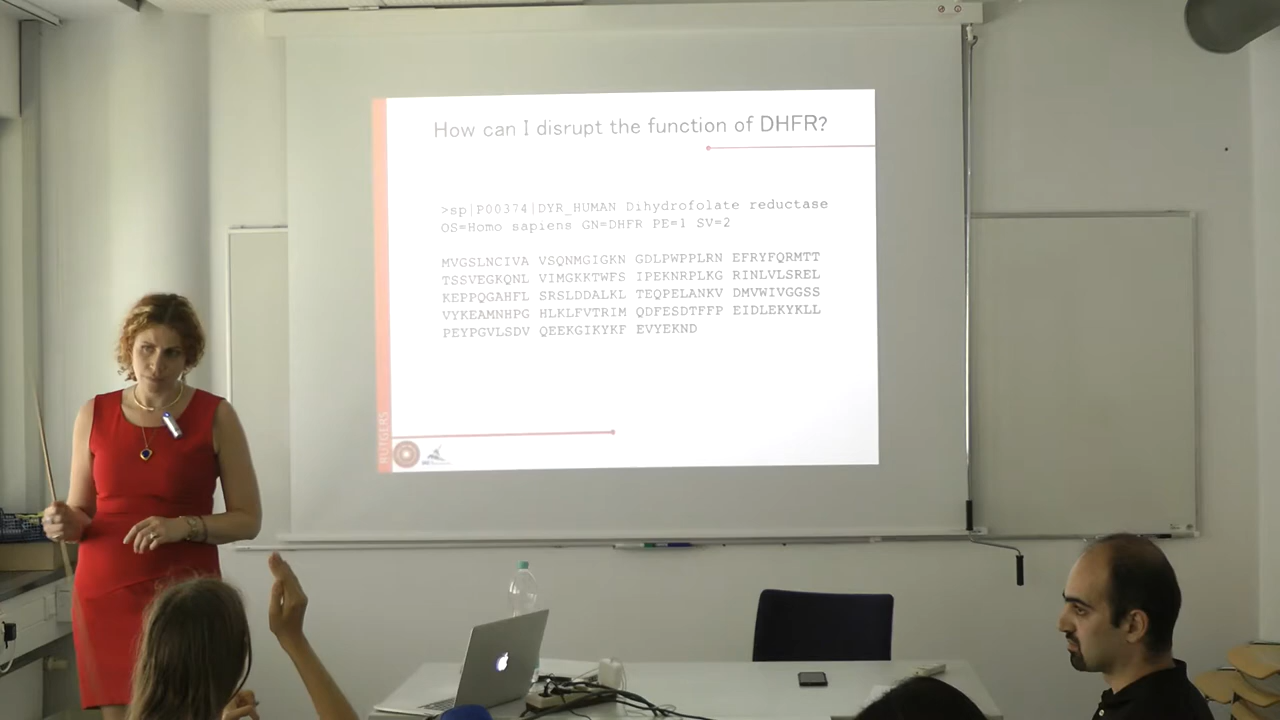 How can I disrupt the function of DHFR?
>sp|P00374|DYR_HUMAN Dihydrofolate reductase
OS=Homo sapiens GN=DHFR PE=1 SV=2
MVGSLNCIVA VSQNMGIGKN GDLPWPPLRN EFRYFQRMTT
TSSVEGKQNL VIMGKKTWFS IPEKNRPLKG RINLVLSREL
KEPPQGAHFL SRSLDDALKL TEQPELANKV DMVWIVGGSS
VYKEAMNHPG HLKLFVTRIM QDFESDTFFP EIDLEKYKLL
PEYPGVLSDV QEEKGIKYKF EVYEKND
RUTGERS